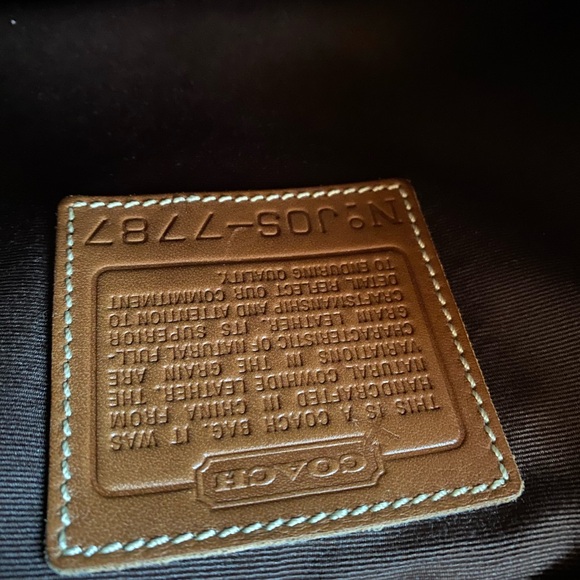 COACH
THIS IS A COACH BAG. IT WAS
HANDCRAFTED IN CHINA FROM
NATURAL COWHIDE LEATHER. THE
VARIATIONS IN THE GRAIN ARE
CHARACTERISTIC OF NATURAL FULL-
GRAIN LEATHER. ITS SUPERIOR
CRAFTSMANSHIP AND ATTENTION TO
DETAIL REFLECT OUR COMMITMENT
TO ENDURING QUALITY.
Nº JOS-7787